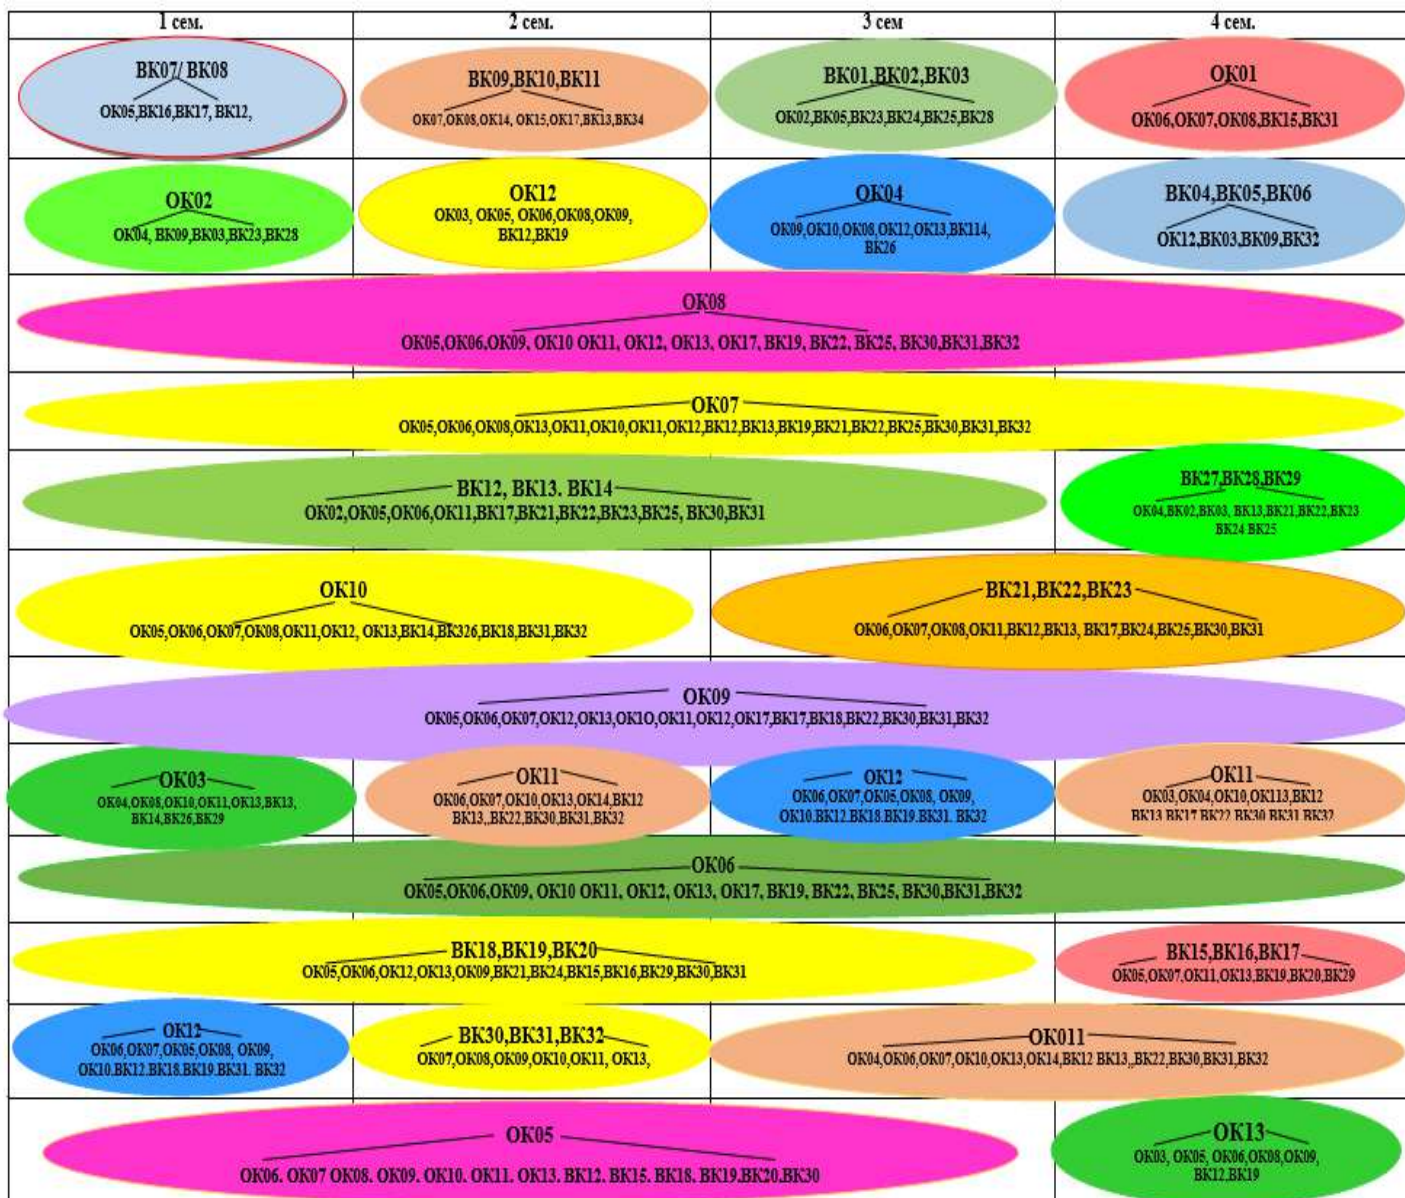 1 сем. 2 сем. 3 сем. 4 сем.
ВК07/ ВК08
ОК05,ВК16,ВК17, ВК12,
ВК09,ВК10,ВК11
ОК07,ОК08,ОК14, ОК15,ОК17,ВК13,ВК34
ВК01,ВК02,ВК03
ОК02,ВК05,ВК23,ВК24,ВК25,ВК28
ОК01
ОК06,ОК07,ОК08,ВК15,ВК31
ОК02
ОК04, ВК09,ВК03,ВК23,ВК28
ОК12
ОК03, ОК05, ОК06,ОК08,ОК09,
ВК12,ВК19
ОК04
ОК09,ОК10,ОК08,ОК12,ОК13,ВК114,
ВК26
ВК04,ВК05,ВК06
ОК12,ВК03,ВК09,ВК32
ОК08
ОК05,ОК06,ОК09, ОК10 ОК11, ОК12, ОК13, ОК17, ВК19, ВК22, ВК25, ВК30,ВК31,ВК32
ОК07
ОК05,ОК06,ОК08,ОК13,ОК11,ОК10,ОК11,ОК12,ВК12,ВК13,ВК19,ВК21,ВК22,ВК25,ВК30,ВК31,ВК32
ВК12, ВК13. ВК14
ОК02,ОК05,ОК06,ОК11,ВК17,ВК21,ВК22,ВК23,ВК25, ВК30,ВК31
ВК27,ВК28,ВК29
ОК04,ВК02,ВК03, ВК13,ВК21,ВК22,ВК23
ВК24 ВК25
ОК10
ОК05,ОК06,ОК07,ОК08,ОК11,ОК12, ОК13,ВК14,ВК326,ВК18,ВК31,ВК32
ВК21,ВК22,ВК23
ОК06,ОК07,ОК08,ОК11,ВК12,ВК13, ВК17,ВК24,ВК25,ВК30,ВК31
ОК09
ОК05,ОК06,ОК07,ОК12,ОК13,ОК1О,ОК11,ОК12,ОК17,ВК17,ВК18,ВК22,ВК30,ВК31,ВК32
ОК03
ОК04,ОК08,ОК10,ОК11,ОК13,ВК13,
ВК14,ВК26,ВК29
ОК11
ОК06,ОК07,ОК10,ОК13,ОК14,ВК12
ВК13,,ВК22,ВК30,ВК31,ВК32
ОК12
ОК06,ОК07,ОК05,ОК08, ОК09,
ОК10.ВК12.ВК18.ВК19.ВК31. ВК32
ОК11
ОК03,ОК04,ОК10,ОК113,ВК12
ВК13,ВК17,ВК22,ВК30,ВК31,ВК32
ОК06
ОК05,ОК06,ОК09, ОК10 ОК11, ОК12, ОК13, ОК17, ВК19, ВК22, ВК25, ВК30,ВК31,ВК32
ВК18,ВК19,ВК20
ОК05,ОК06,ОК12,ОК13,ОК09,ВК21,ВК24,ВК15,ВК16,ВК29,ВК30,ВК31
ВК15,ВК16,ВК17
ОК05,ОК07,ОК11,ОК13,ВК19,ВК20,ВК29
ОК12
ОК06,ОК07,ОК05,ОК08, ОК09,
ОК10.ВК12.ВК18.ВК19.ВК31. ВК32
ВК30,ВК31,ВК32
ОК07,ОК08,ОК09,ОК10,ОК11, ОК13,
ОК011
ОК04,ОК06,ОК07,ОК10,ОК13,ОК14,ВК12 ВК13,,ВК22,ВК30,ВК31,ВК32
ОК05
ОК06. ОК07 ОК08. ОК09. ОК10. ОК11. ОК13. ВК12. ВК15. ВК18. ВК19.ВК20.ВК30
ОК13
ОК03, ОК05, ОК06,ОК08,ОК09,
ВК12,ВК19